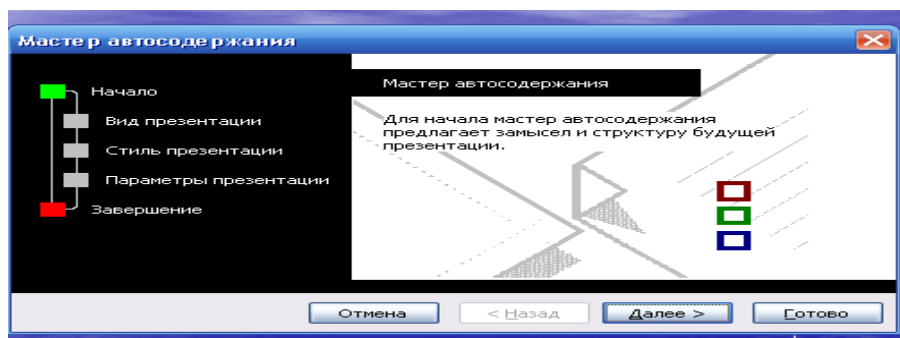 Мастер автосодержания
Начало
Вид презентации
Стиль презентации
Параметры презентации
Завершение
Мастер автосодержания
Для начала мастер автосодержания
предлагает замысел и структуру будущей
презентации.
Отмена
< Назад
Далее >
Готово